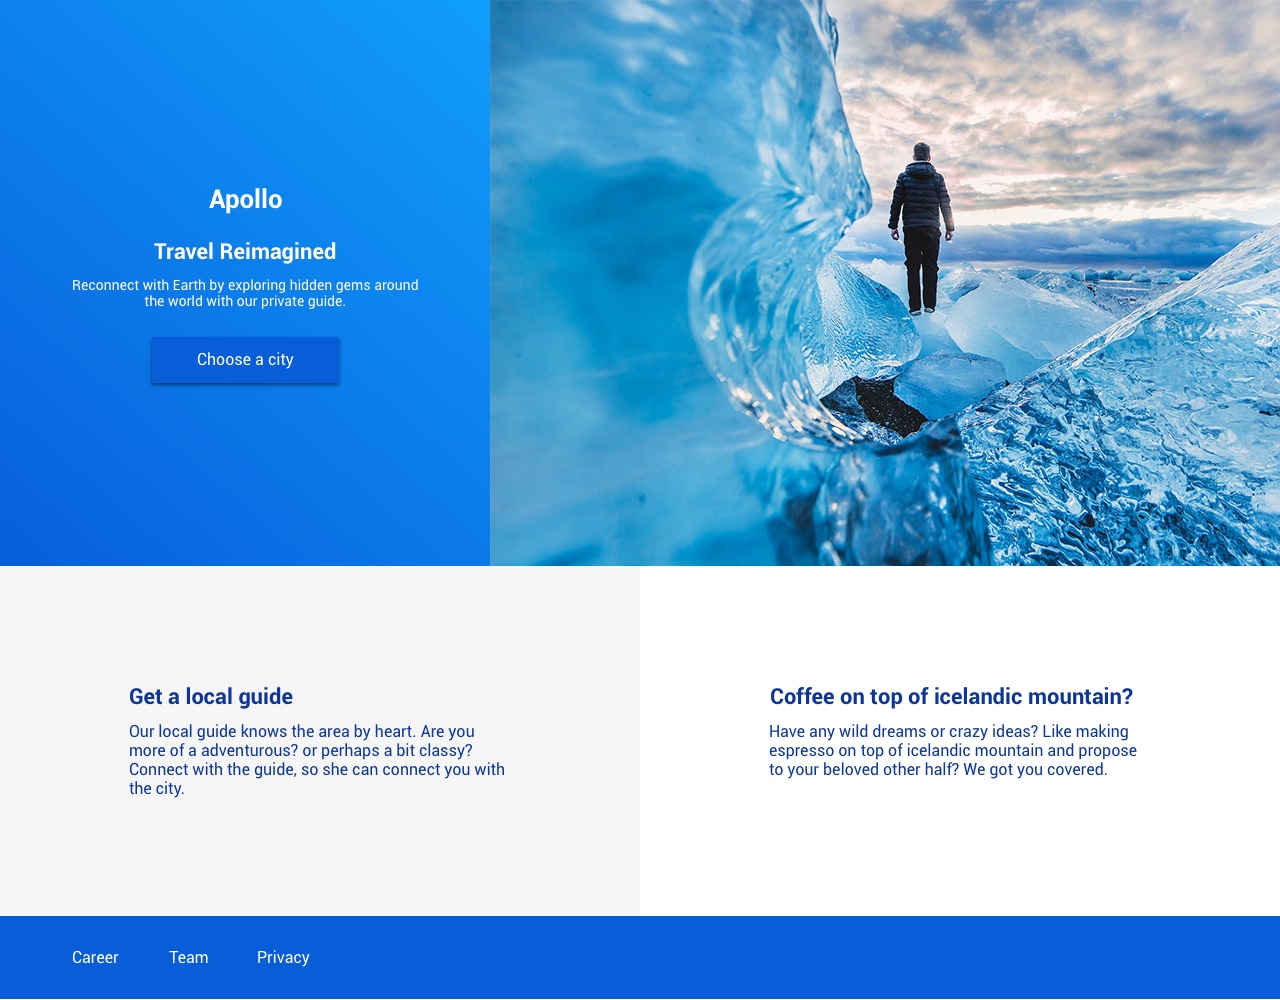 Apollo
Travel Reimagined
Reconnect with Earth by exploring hidden gems around
the world with our private guide.
Choose a city
Get a local guide
Our local guide knows the area by heart. Are you
more of a adventurous? or perhaps a bit classy?
Connect with the guide, so she can connect you with
the city.
Coffee on top of icelandic mountain?
Have any wild dreams or crazy ideas? Like making
espresso on top of icelandic mountain and propose
to your beloved other half? We got you covered.
Career
Team
Privacy